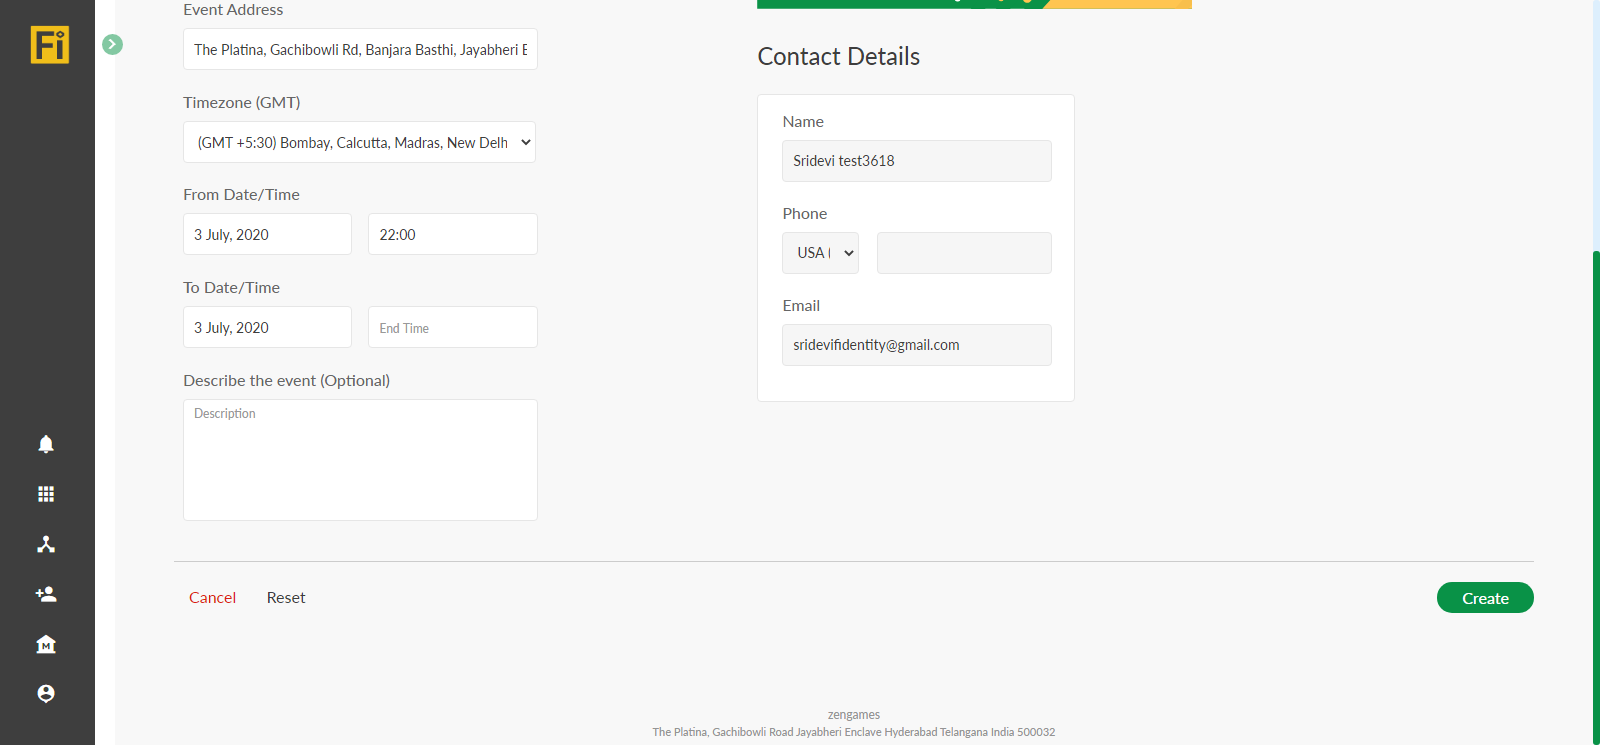 Fi
Event Address
The Platina, Gachibowli Rd, Banjara Basthi, Jayabheri E
Timezone (GMT)
(GMT +5:30) Bombay, Calcutta, Madras, New Delh
From Date/Time
3 July, 2020
22:00
To Date/Time
3 July, 2020
End Time
Describe the event (Optional)
Description
Contact Details
Name
Sridevi test3618
Phone
USA (
Email
sridevifidentity@gmail.com
M
Cancel
Reset
Create
zengames
The Platina, Gachibowli Road Jayabheri Enclave Hyderabad Telangana India 500032